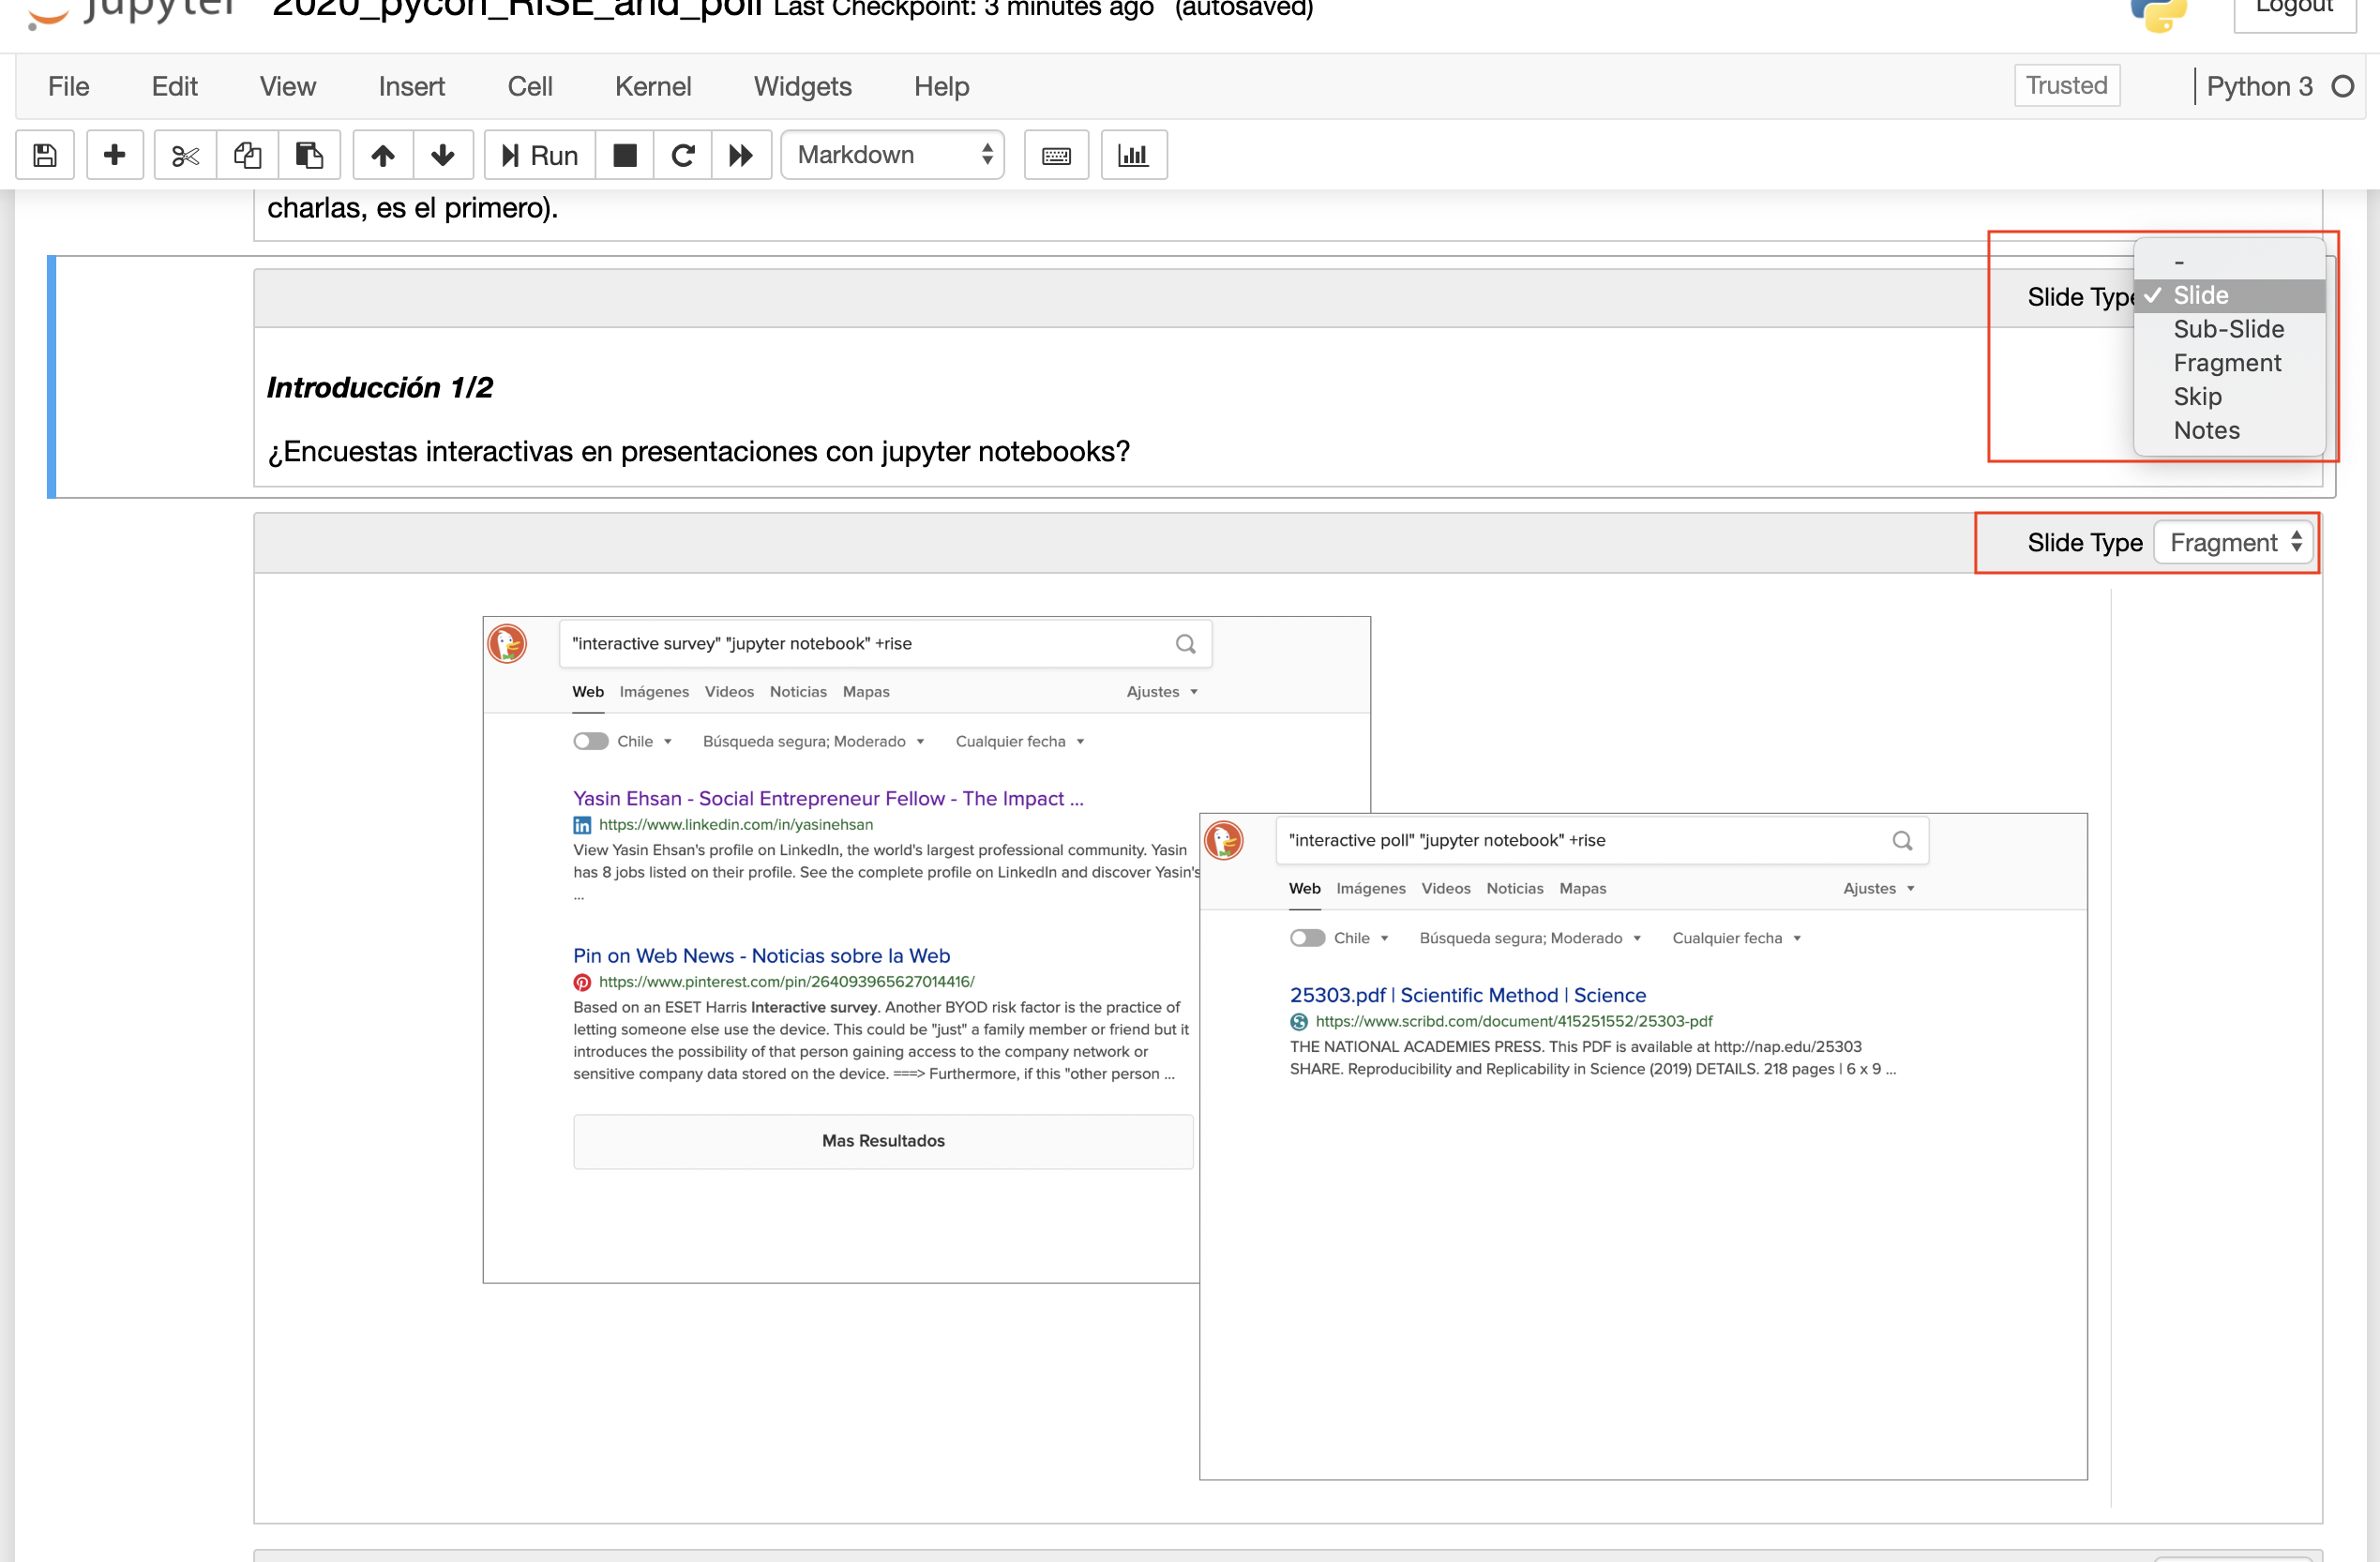 jupyter 2020_pycon_RISE_and_poll Last Checkpoint: 3 minutes ago (autosaved) Logout
File Edit View Insert Cell Kernel Widgets Help Trusted Python 3
Run Markdown
charlas, es el primero).
Slide Type
-
✓ Slide
Sub-Slide
Fragment
Skip
Notes
Introducción 1/2
¿Encuestas interactivas en presentaciones con jupyter notebooks?
Slide Type Fragment
"interactive survey" "jupyter notebook" +rise
Web Imágenes Videos Noticias Mapas Ajustes
Chile Búsqueda segura; Moderado Cualquier fecha
Yasin Ehsan - Social Entrepreneur Fellow - The Impact ...
in https://www.linkedin.com/in/yasinehsan
View Yasin Ehsan's profile on LinkedIn, the world's largest professional community. Yasin
has 8 jobs listed on their profile. See the complete profile on LinkedIn and discover Yasin's
...
Pin on Web News - Noticias sobre la Web
https://www.pinterest.com/pin/264093965627014416/
Based on an ESET Harris Interactive survey. Another BYOD risk factor is the practice of
letting someone else use the device. This could be "just" a family member or friend but it
introduces the possibility of that person gaining access to the company network or
sensitive company data stored on the device. ===> Furthermore, if this "other person ...
Mas Resultados
"interactive poll" "jupyter notebook" +rise
Web Imágenes Videos Noticias Mapas Ajustes
Chile Búsqueda segura; Moderado Cualquier fecha
25303.pdf | Scientific Method | Science
https://www.scribd.com/document/415251552/25303-pdf
THE NATIONAL ACADEMIES PRESS. This PDF is available at http://nap.edu/25303
SHARE. Reproducibility and Replicability in Science (2019) DETAILS. 218 pages | 6 x 9 ...